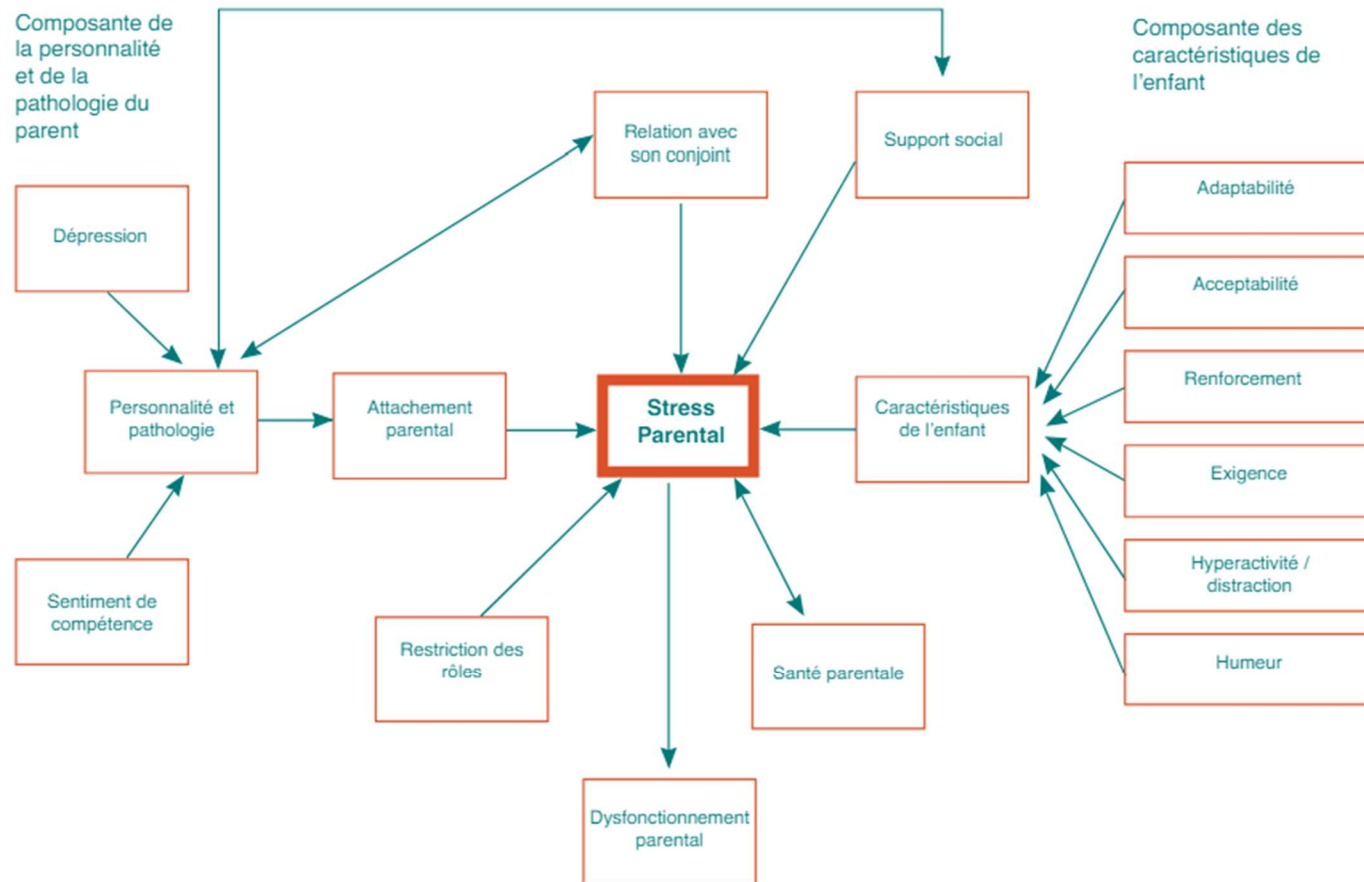 Composante de
la personnalité
et de la
pathologie du
parent
Composante des
caractéristiques de
l'enfant
Relation avec
son conjoint
Support social
Dépression
Adaptabilité
Acceptabilité
Personnalité et
pathologie
Attachement
parental
Stress
Parental
Caractéristiques
de l'enfant
Renforcement
Exigence
Sentiment de
compétence
Restriction des
rôles
Santé parentale
Hyperactivité /
distraction
Humeur
Dysfonctionnement
parental